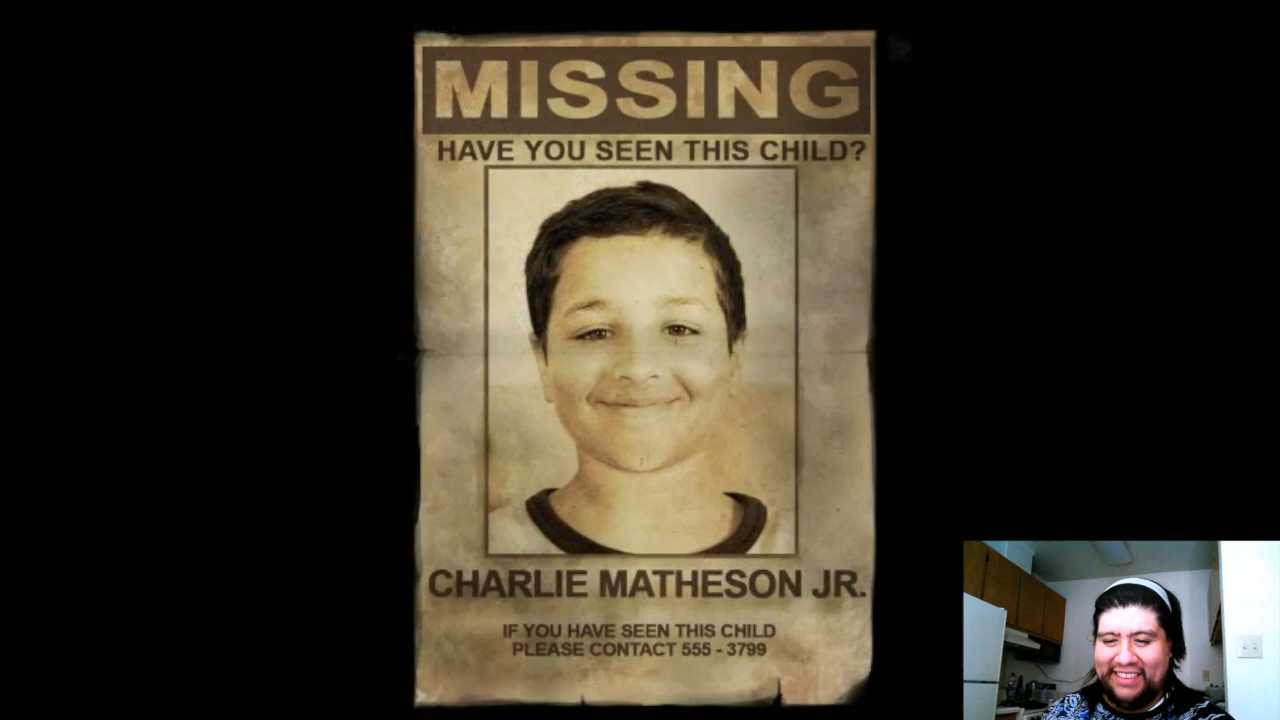 MISSING
HAVE YOU SEEN THIS CHILD?
CHARLIE MATHESON JR.
IF YOU HAVE SEEN THIS CHILD
PLEASE CONTACT 555 - 3799